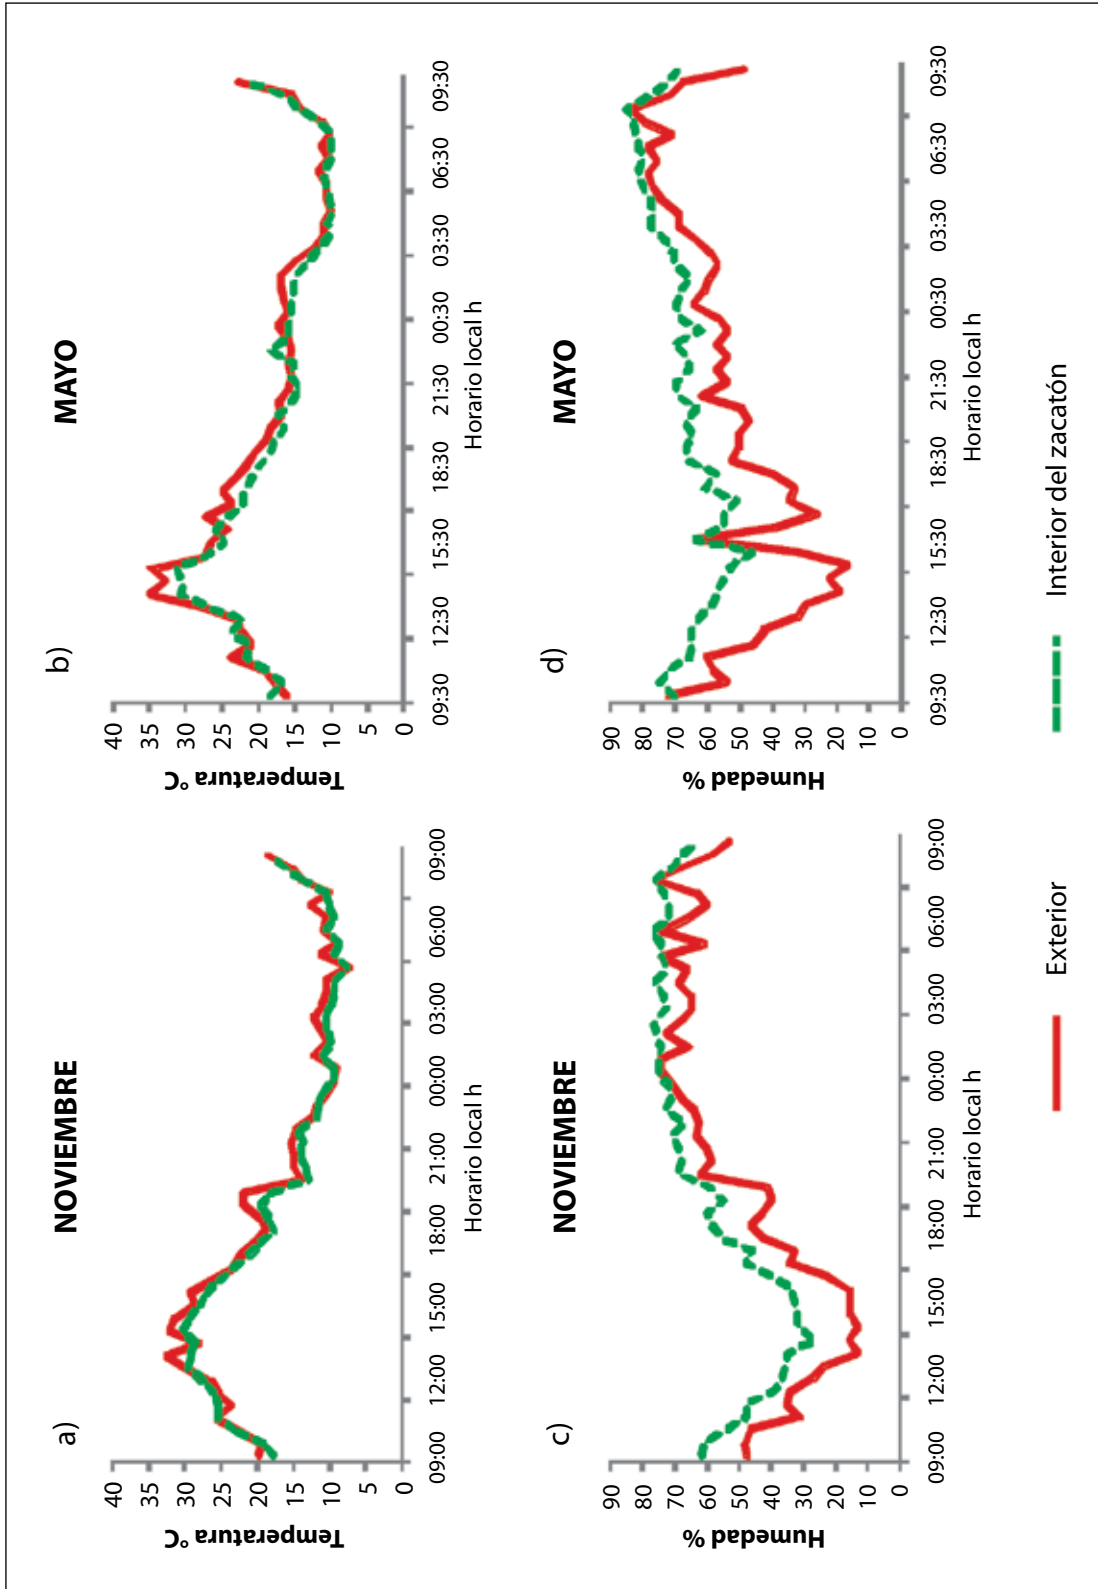 NOVIEMBRE
a)
Temperatura °C
40
35
30
25
20
15
10
5
0
09:00 12:00 15:00 18:00 21:00 00:00 03:00 06:00 09:00
Horario local h
MAYO
b)
Temperatura °C
40
35
30
25
20
15
10
5
0
09:30 12:30 15:30 18:30 21:30 00:30 03:30 06:30 09:30
Horario local h
NOVIEMBRE
c)
Humedad %
90
80
70
60
50
40
30
20
10
0
09:00 12:00 15:00 18:00 21:00 00:00 03:00 06:00 09:00
Horario local h
MAYO
d)
Humedad %
90
80
70
60
50
40
30
20
10
0
09:30 12:30 15:30 18:30 21:30 00:30 03:30 06:30 09:30
Horario local h
Exterior
Interior del zacatón